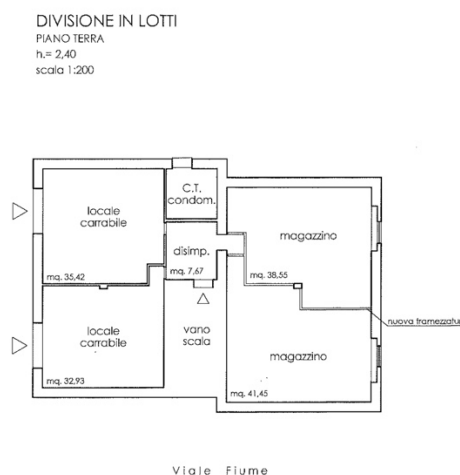 DIVISIONE IN LOTTI
PIANO TERRA
h.= 2,40
scala 1:200
C.T.
condom.
locale
carrabile
magazzino
disimp.
mq. 7,67
mq. 35,42
mq. 38,55
nuova tramezzatu
locale
carrabile
vano
scala
magazzino
mq. 32,93
mq. 41,45
Viale Fiume